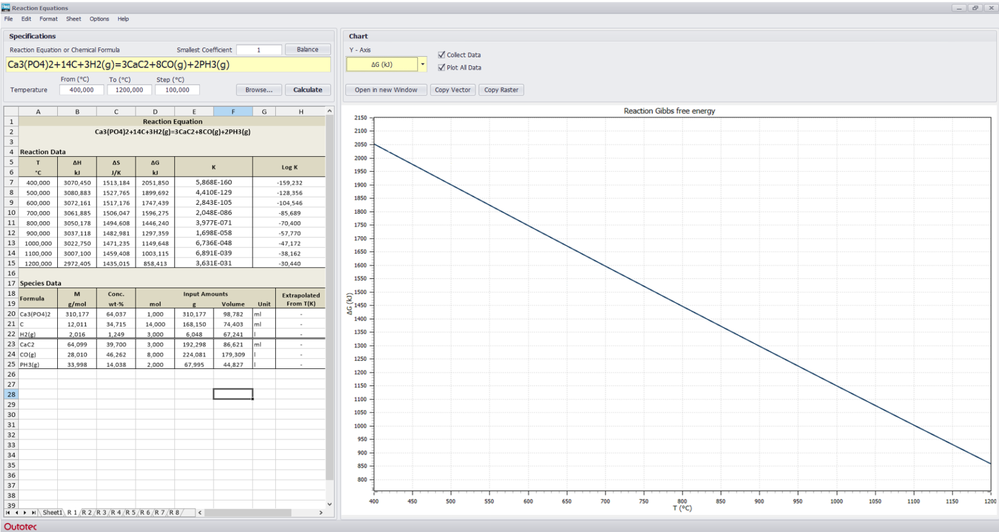 Reaction Equations
File Edit Format Sheet Options Help
Specifications
Reaction Equation or Chemical Formula Smallest Coefficient 1 Balance
Ca3(PO4)2+14C+3H2(g)=3CaC2+8CO(g)+2PH3(g)
From (°C) To (°C) Step (°C)
Temperature 400,000 1200,000 100,000 Browse... Calculate
A B C D E F G H
1 Reaction Equation
2 Ca3(PO4)2+14C+3H2(g)=3CaC2+8CO(g)+2PH3(g)
3
4 Reaction Data
5 T ΔH ΔS ΔG K Log K
6 °C kJ J/K kJ
7 400,000 3070,450 1513,184 2051,850 5,868E-160 -159,232
8 500,000 3080,883 1527,765 1899,692 4,410E-129 -128,356
9 600,000 3072,161 1517,176 1747,439 2,843E-105 -104,546
10 700,000 3061,885 1506,047 1596,275 2,048E-086 -85,689
11 800,000 3050,178 1494,608 1446,240 3,977E-071 -70,400
12 900,000 3037,118 1482,981 1297,359 1,698E-058 -57,770
13 1000,000 3022,750 1471,235 1149,648 6,736E-048 -47,172
14 1100,000 3007,100 1459,408 1003,115 6,891E-039 -38,162
15 1200,000 2972,405 1435,015 858,413 3,631E-031 -30,440
16
17 Species Data
18 Formula M Conc. Input Amounts Extrapolated
19 g/mol wt-% mol g Volume Unit From T(K)
20 Ca3(PO4)2 310,177 64,037 1,000 310,177 98,782 ml -
21 C 12,011 34,715 14,000 168,150 74,403 ml -
22 H2(g) 2,016 1,249 3,000 6,048 67,241 l -
23 CaC2 64,099 39,700 3,000 192,298 86,621 ml -
24 CO(g) 28,010 46,262 8,000 224,081 179,309 l -
25 PH3(g) 33,998 14,038 2,000 67,995 44,827 l -
26
27
28
29
30
31
32
33
34
35
36
37
38
39
Sheet1 R 1 R 2 R 3 R 4 R 5 R 6 R 7 R 8
Outotec
Chart
Y - Axis
ΔG (kJ)
Collect Data
Plot All Data
Open in new Window Copy Vector Copy Raster
Reaction Gibbs free energy
2150
2100
2050
2000
1950
1900
1850
1800
1750
1700
1650
1600
1550
1500
1450
1400
1350
1300
1250
1200
1150
1100
1050
1000
950
900
850
800
ΔG (kJ)
400 450 500 550 600 650 700 750 800 850 900 950 1000 1050 1100 1150 1200
T (°C)